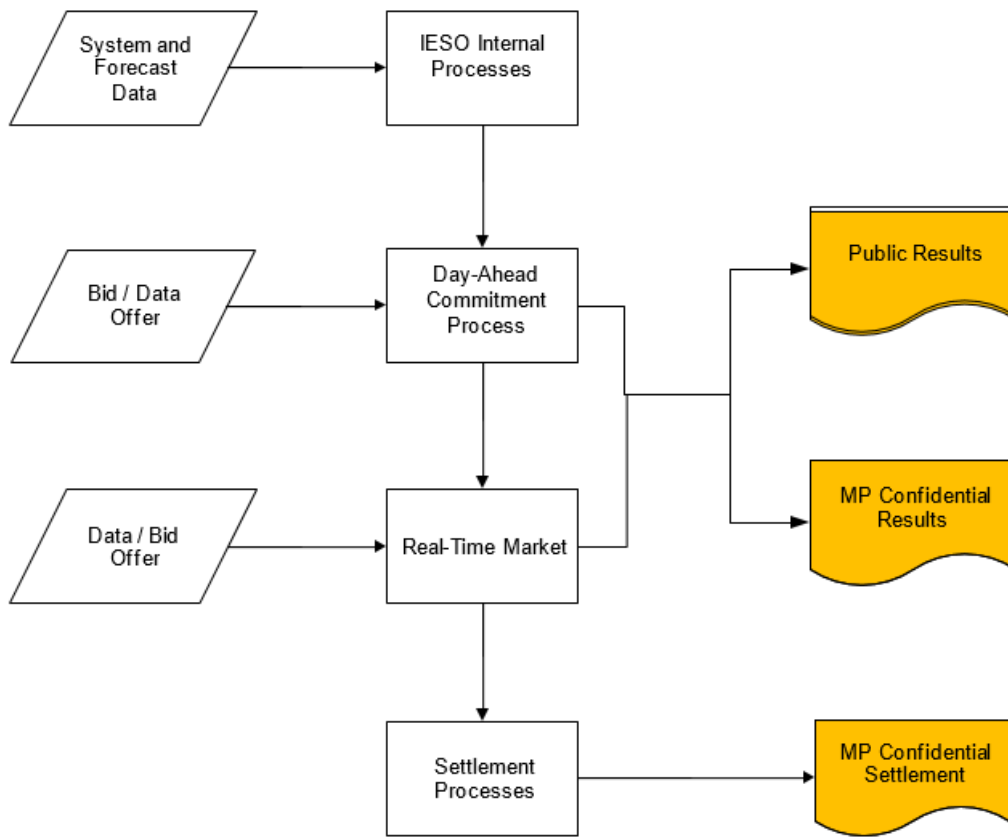 System and
Forecast
Data
IESO Internal
Processes
Bid / Data
Offer
Day-Ahead
Commitment
Process
Public Results
Data / Bid
Offer
Real-Time Market
MP Confidential
Results
Settlement
Processes
MP Confidential
Settlement